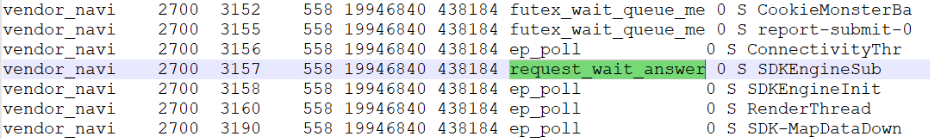 vendor_navi 2700 3152 558 19946840 438184 futex_wait_queue_me 0 S CookieMonsterBa
vendor_navi 2700 3155 558 19946840 438184 futex_wait_queue_me 0 S report-submit-0
vendor_navi 2700 3156 558 19946840 438184 ep_poll 0 S ConnectivityThr
vendor_navi 2700 3157 558 19946840 438184 request_wait_answer 0 S SDKEngineSub
vendor_navi 2700 3158 558 19946840 438184 ep_poll 0 S SDKEngineInit
vendor_navi 2700 3160 558 19946840 438184 ep_poll 0 S RenderThread
vendor_navi 2700 3190 558 19946840 438184 ep_poll 0 S SDK-MapDataDown